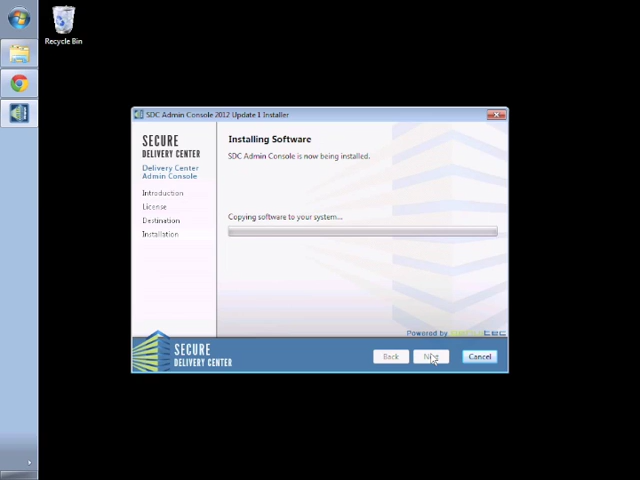 Recycle Bin
SDC Admin Console 2012 Update 1 Installer
SECURE
DELIVERY CENTER
Delivery Center
Admin Console
Introduction
License
Destination
Installation
Installing Software
SDC Admin Console is now being installed.
Copying software to your system...
Powered by
SECURE
DELIVERY CENTER
Back
Next
Cancel